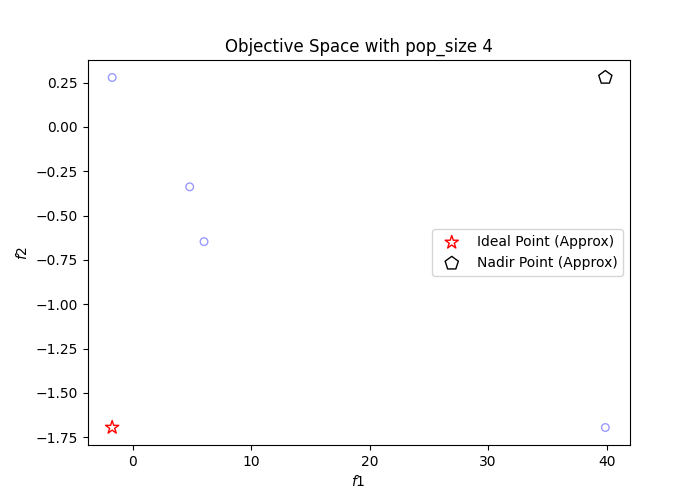 Objective Space with pop_size 4
0.25
0.00
−0.25
−0.50
−0.75
−1.00
−1.25
−1.50
−1.75
f2
Ideal Point (Approx)
Nadir Point (Approx)
0 10 20 30 40
f1